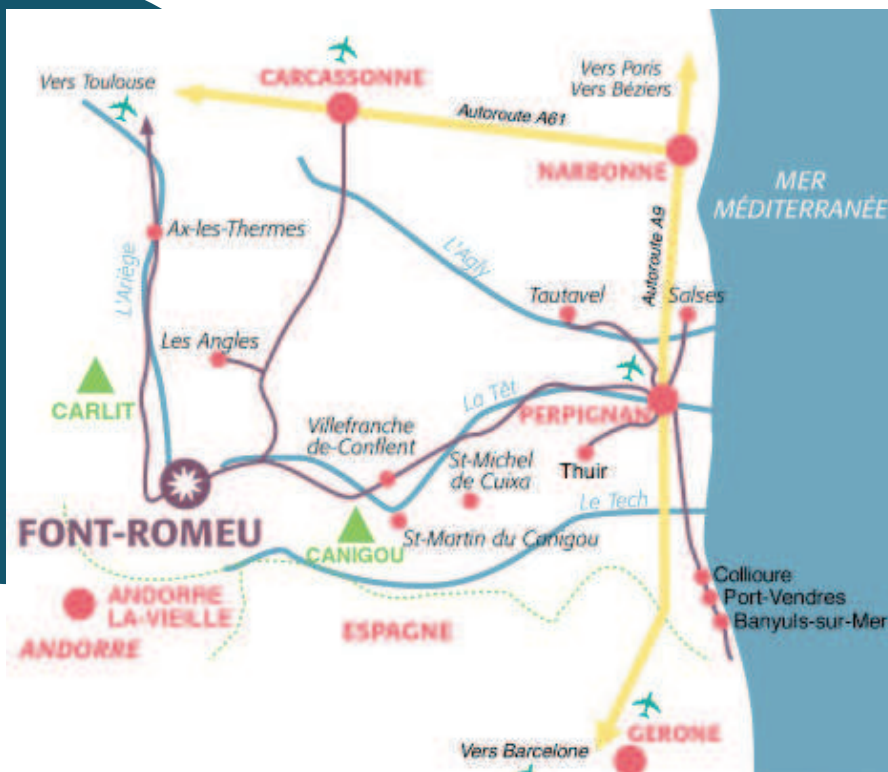 Vers Toulouse
CARCASSONNE
Vers Paris
Vers Béziers
Autoroute A61
NARBONNE
MER
MÉDITERRANÉE
Ax-les-Thermes
L'Ariège
L'Agly
Autoroute A9
Tautavel
Salses
Les Angles
CARLIT
La Têt
PERPIGNAN
Villefranche
de-Conflent
St-Michel
de Cuixa
Thuir
Le Tech
FONT-ROMEU
CANIGOU
St-Martin du Canigou
Collioure
Port-Vendres
Banyuls-sur-Mer
ANDORRE
LA-VIEILLE
ANDORRE
ESPAGNE
GERONE
Vers Barcelone